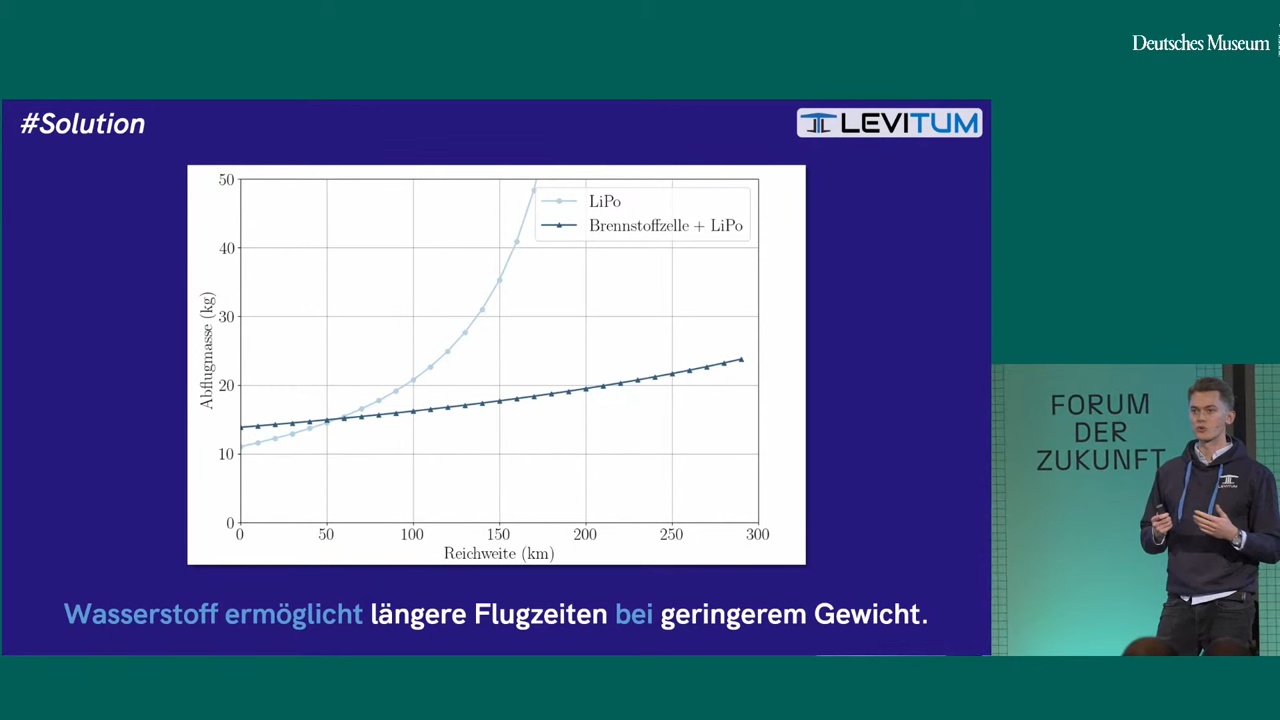 Deutsches Museum
#Solution
LEVITUM
50
40
30
20
10
0
Abflugmasse (kg)
LiPo
Brennstoffzelle + LiPo
0 50 100 150 200 250 300
Reichweite (km)
Wasserstoff ermöglicht längere Flugzeiten bei geringerem Gewicht.
FORUM
DER
ZUKUNFT
LEVITUM